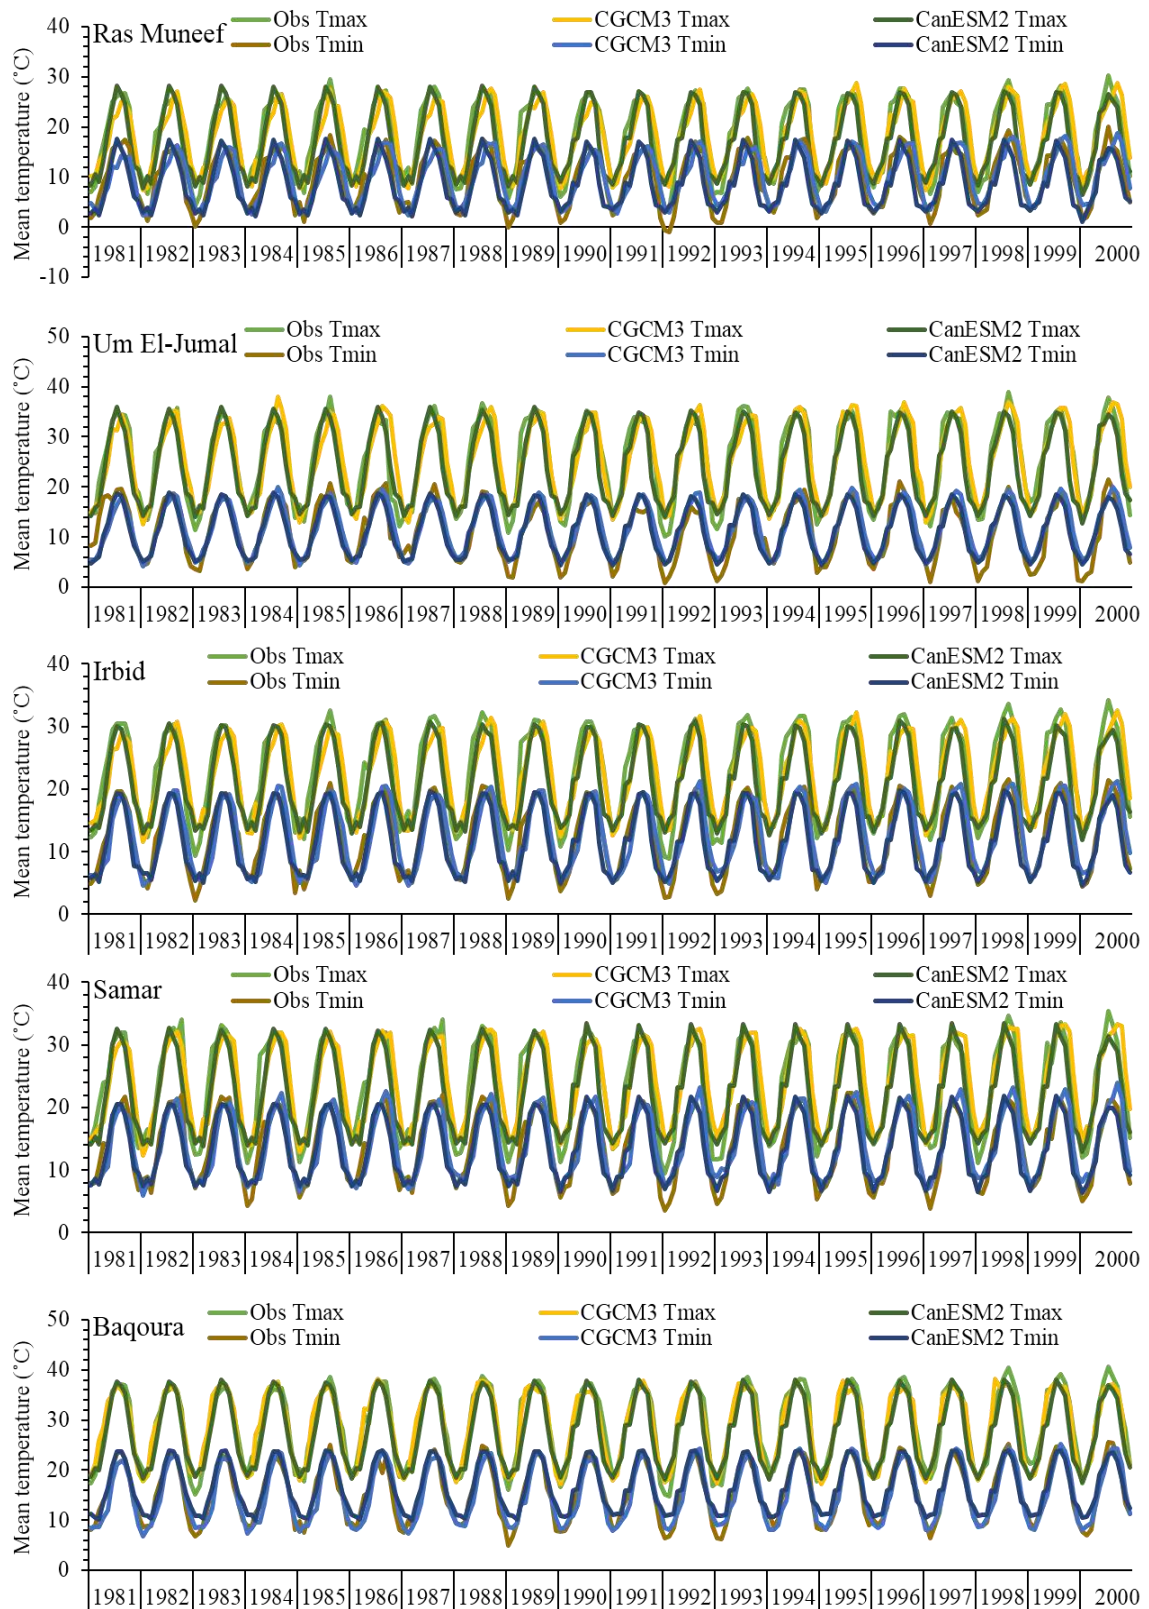 Ras Muneef
Obs Tmax CGCM3 Tmax CanESM2 Tmax
Obs Tmin CGCM3 Tmin CanESM2 Tmin
Mean temperature (˚C)
40
30
20
10
0
-10
1981 1982 1983 1984 1985 1986 1987 1988 1989 1990 1991 1992 1993 1994 1995 1996 1997 1998 1999 2000
Um El-Jumal
Obs Tmax CGCM3 Tmax CanESM2 Tmax
Obs Tmin CGCM3 Tmin CanESM2 Tmin
Mean temperature (˚C)
50
40
30
20
10
0
1981 1982 1983 1984 1985 1986 1987 1988 1989 1990 1991 1992 1993 1994 1995 1996 1997 1998 1999 2000
Irbid
Obs Tmax CGCM3 Tmax CanESM2 Tmax
Obs Tmin CGCM3 Tmin CanESM2 Tmin
Mean temperature (˚C)
40
30
20
10
0
1981 1982 1983 1984 1985 1986 1987 1988 1989 1990 1991 1992 1993 1994 1995 1996 1997 1998 1999 2000
Samar
Obs Tmax CGCM3 Tmax CanESM2 Tmax
Obs Tmin CGCM3 Tmin CanESM2 Tmin
Mean temperature (˚C)
40
30
20
10
0
1981 1982 1983 1984 1985 1986 1987 1988 1989 1990 1991 1992 1993 1994 1995 1996 1997 1998 1999 2000
Baqoura
Obs Tmax CGCM3 Tmax CanESM2 Tmax
Obs Tmin CGCM3 Tmin CanESM2 Tmin
Mean temperature (˚C)
50
40
30
20
10
0
1981 1982 1983 1984 1985 1986 1987 1988 1989 1990 1991 1992 1993 1994 1995 1996 1997 1998 1999 2000